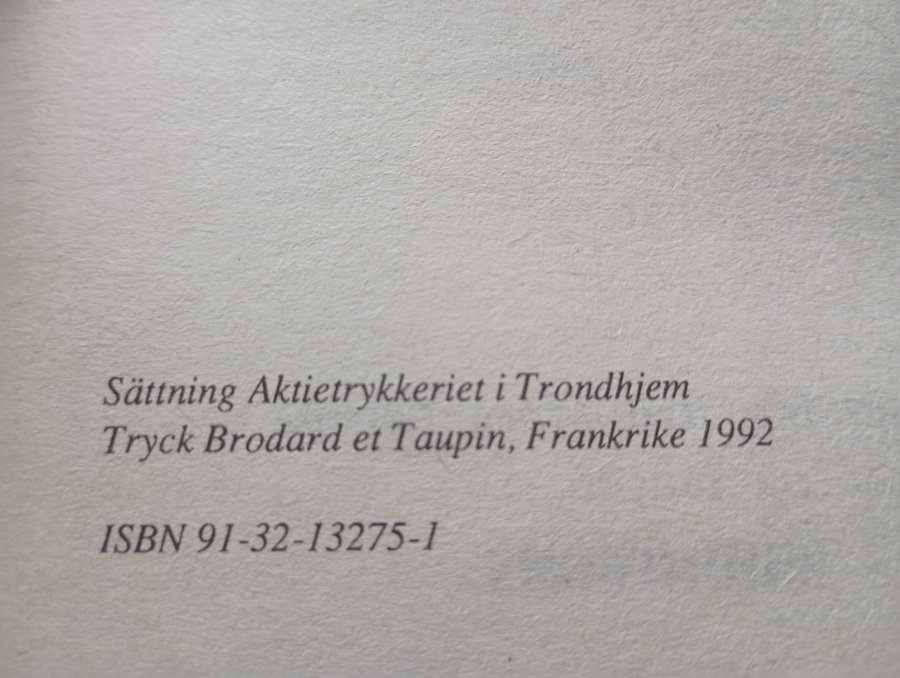 Sättning Aktietrykkeriet i Trondhjem
Tryck Brodard et Taupin, Frankrike 1992
ISBN 91-32-13275-1